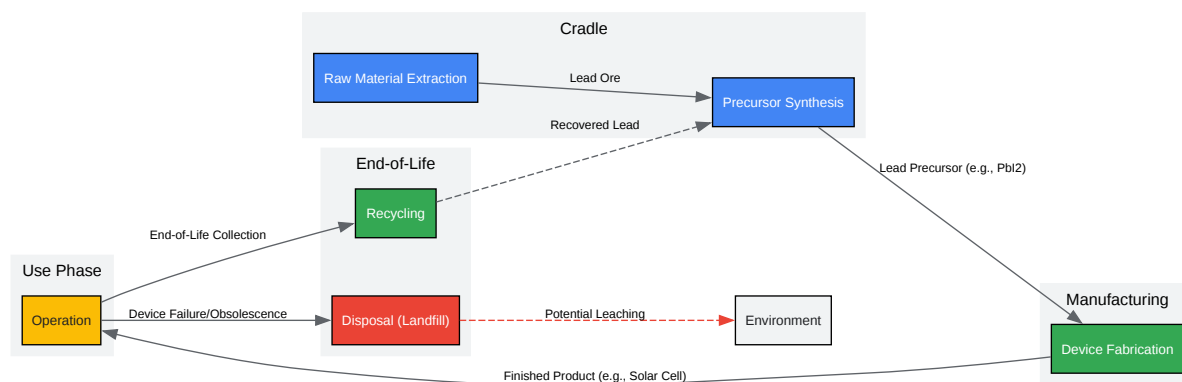 Cradle
Raw Material Extraction
Lead Ore
Precursor Synthesis
Recovered Lead
End-of-Life
Lead Precursor (e.g., PbI2)
Recycling
End-of-Life Collection
Use Phase
Manufacturing
Operation
Device Failure/Obsolescence
Disposal (Landfill)
Potential Leaching
Environment
Device Fabrication
Finished Product (e.g., Solar Cell)